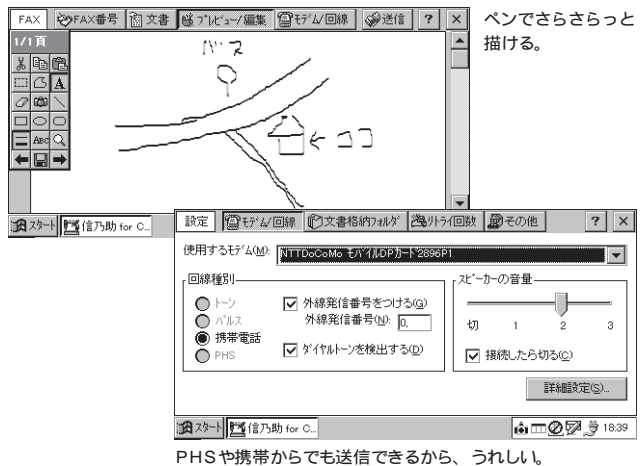 FAX FAX番号 文書 ﾌﾟﾚﾋﾞｭｰ/編集 ﾓﾃﾞﾑ/回線 送信 ? ×
1/1頁
A
ABC
バス
← ココ
スタート 信乃助 for C...
ペンでさらさらっと
描ける。
設定 ﾓﾃﾞﾑ/回線 文書格納ﾌｫﾙﾀﾞ ﾘﾄﾗｲ回数 その他 ? ×
使用するﾓﾃﾞﾑ(M): NTTDoCoMo ﾓﾊﾞｲﾙDPｶｰﾄﾞ2896P1
回線種別
トーン
パルス
携帯電話
PHS
外線発信番号をつける(G)
外線発信番号(N): 0,
ダイヤルトーンを検出する(D)
スピーカーの音量
切 1 2 3
接続したら切る(C)
詳細設定(S)...
スタート 信乃助 for C... 18:39
PHSや携帯からでも送信できるから、うれしい。